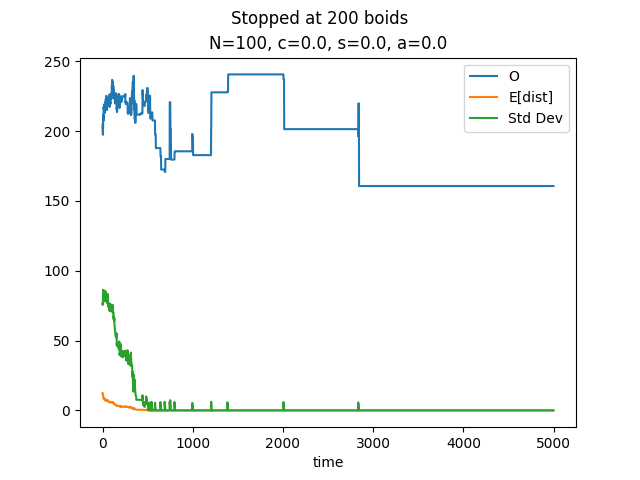 Stopped at 200 boids
N=100, c=0.0, s=0.0, a=0.0
O
E[dist]
Std Dev
250
200
150
100
50
0
0 1000 2000 3000 4000 5000
time